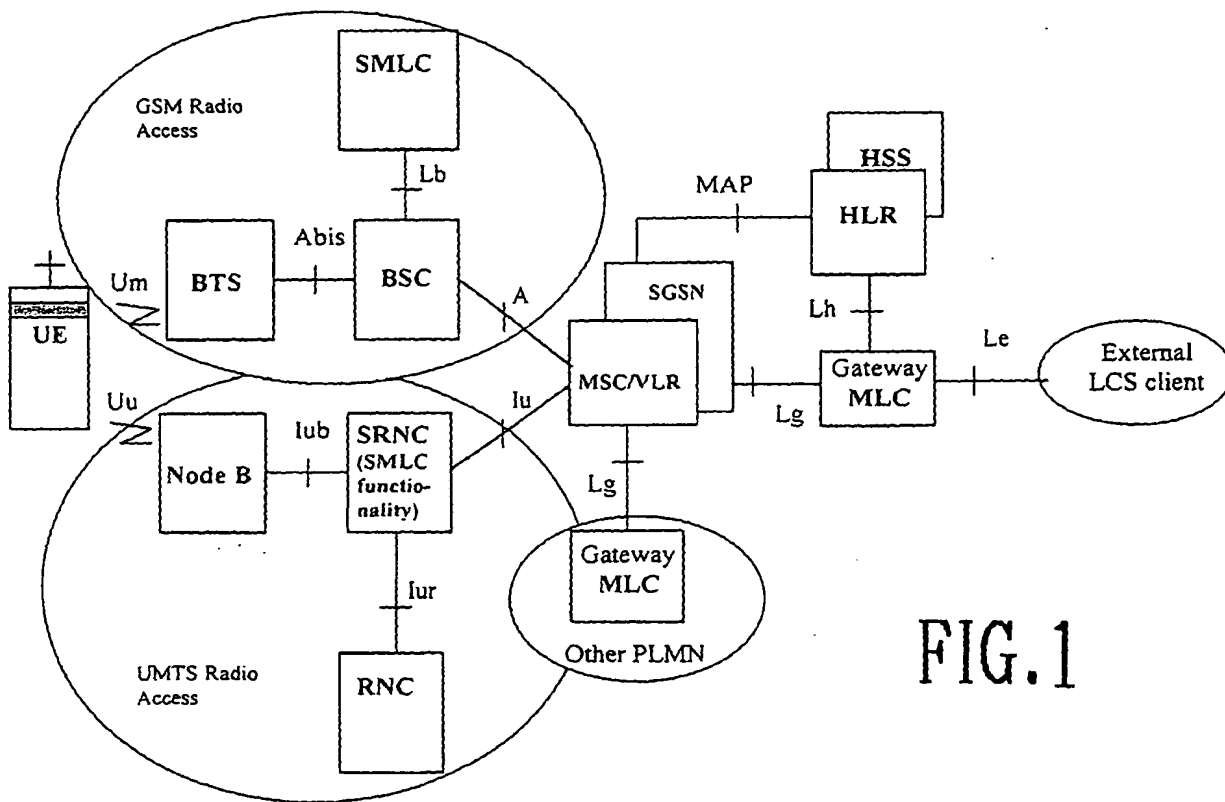 SMLC
GSM Radio
Access
Lb
HSS
MAP
HLR
Abis
Um
BTS
BSC
A
SGSN
UE
Lh
Le
MSC/VLR
Gateway
MLC
External
LCS client
Lg
Uu
Iu
Iub
SRNC
(SMLC
functio-
nality)
Node B
Lg
Gateway
MLC
Iur
Other PLMN
UMTS Radio
Access
RNC
FIG.1